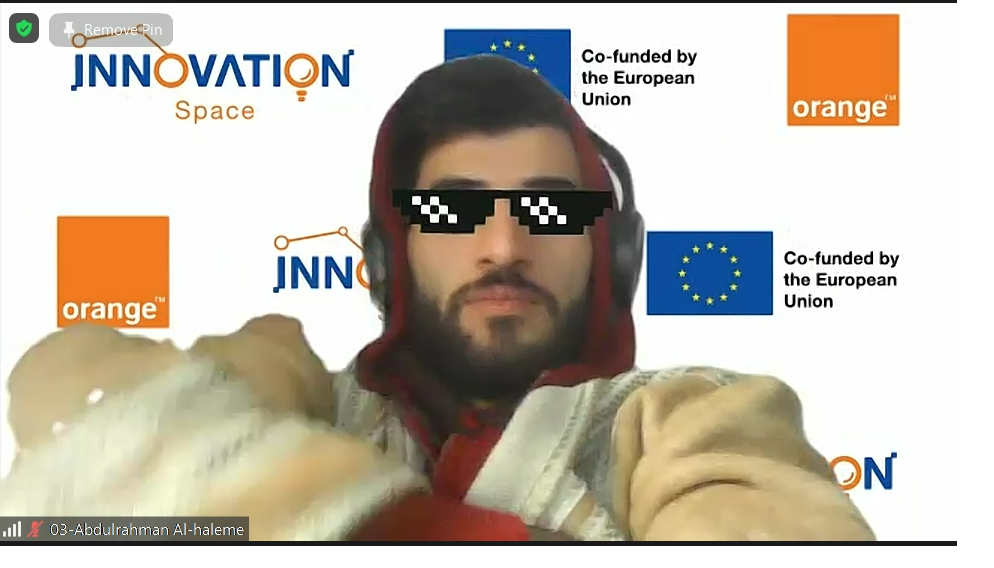 Remove Pin
INNOVATION
Space
Co-funded by
the European
Union
orange™
orange™
INN
Co-funded by
the European
Union
ON
03-Abdulrahman Al-haleme